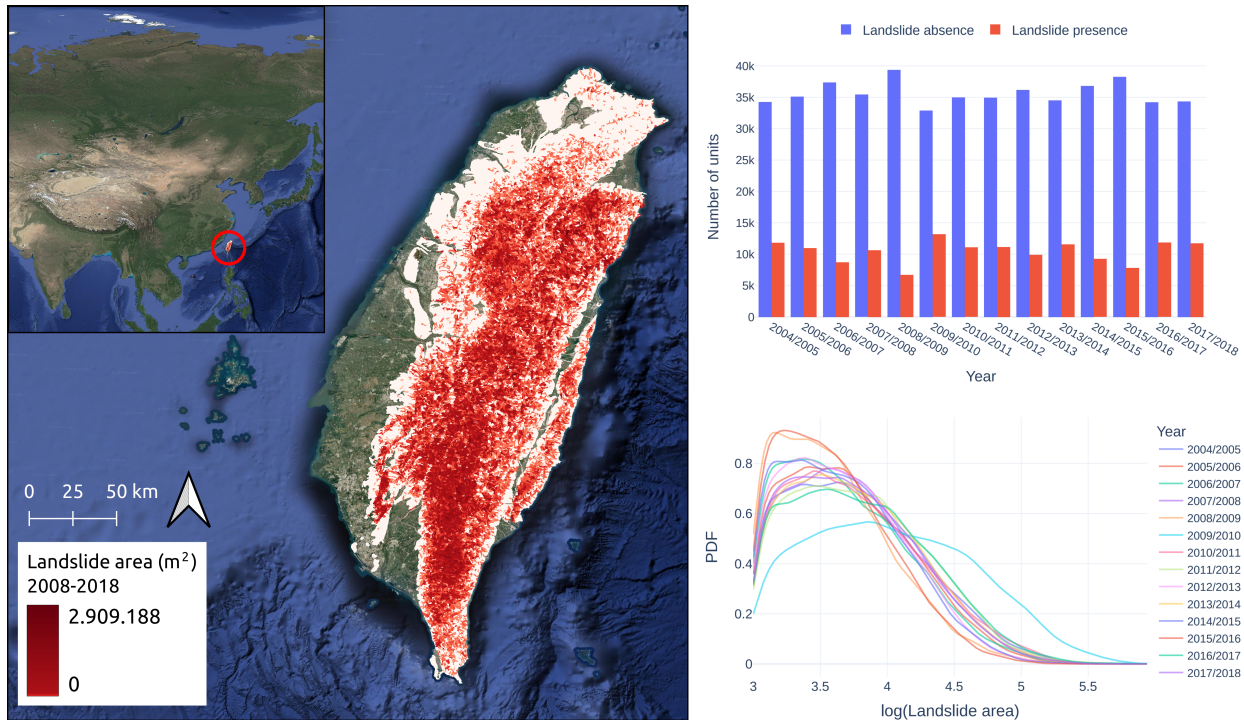 0 25 50 km
Landslide area (m²)
2008-2018
2.909.188
0
Landslide absence Landslide presence
Number of units
40k
35k
30k
25k
20k
15k
10k
5k
0
2004/2005
2005/2006
2006/2007
2007/2008
2008/2009
2009/2010
2010/2011
2011/2012
2012/2013
2013/2014
2014/2015
2015/2016
2016/2017
2017/2018
Year
PDF
0.8
0.6
0.4
0.2
0
3 3.5 4 4.5 5 5.5
log(Landslide area)
Year
2004/2005
2005/2006
2006/2007
2007/2008
2008/2009
2009/2010
2010/2011
2011/2012
2012/2013
2013/2014
2014/2015
2015/2016
2016/2017
2017/2018